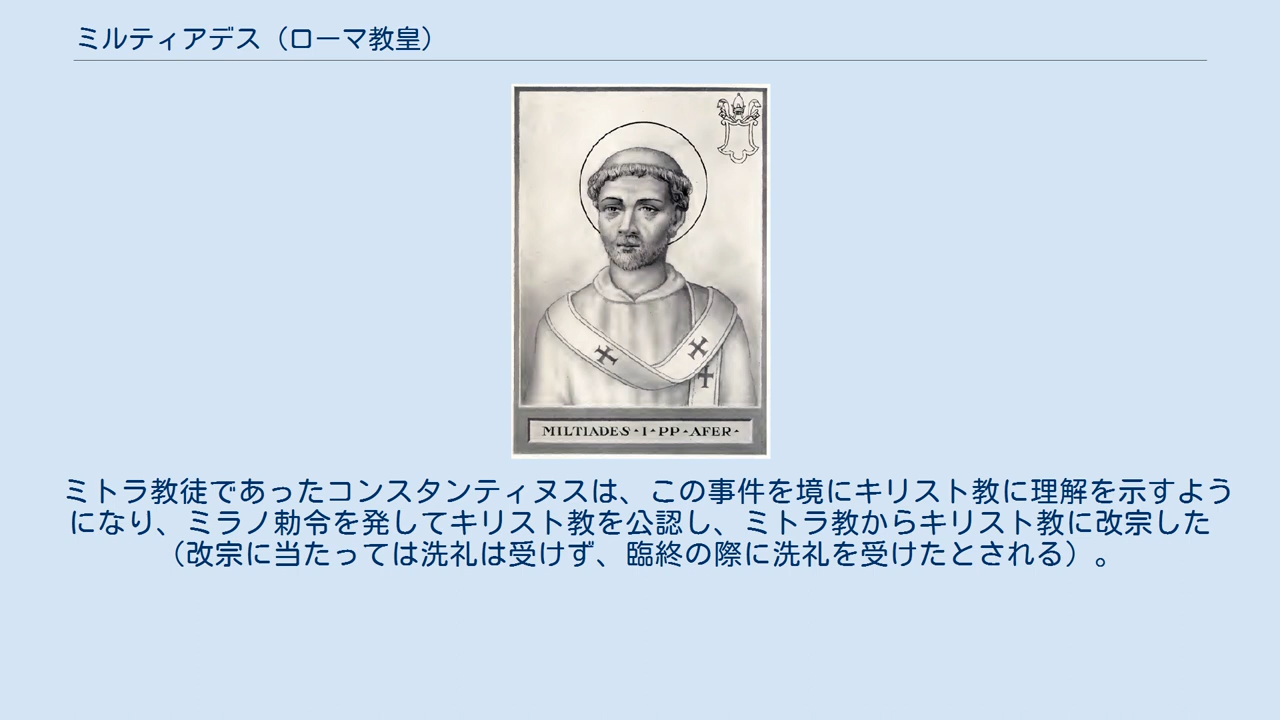 ミルティアデス（ローマ教皇）
MILTIADES·I·PP·AFER·
ミトラ教徒であったコンスタンティヌスは、この事件を境にキリスト教に理解を示すよう
になり、ミラノ勅令を発してキリスト教を公認し、ミトラ教からキリスト教に改宗した
（改宗に当たっては洗礼は受けず、臨終の際に洗礼を受けたとされる）。